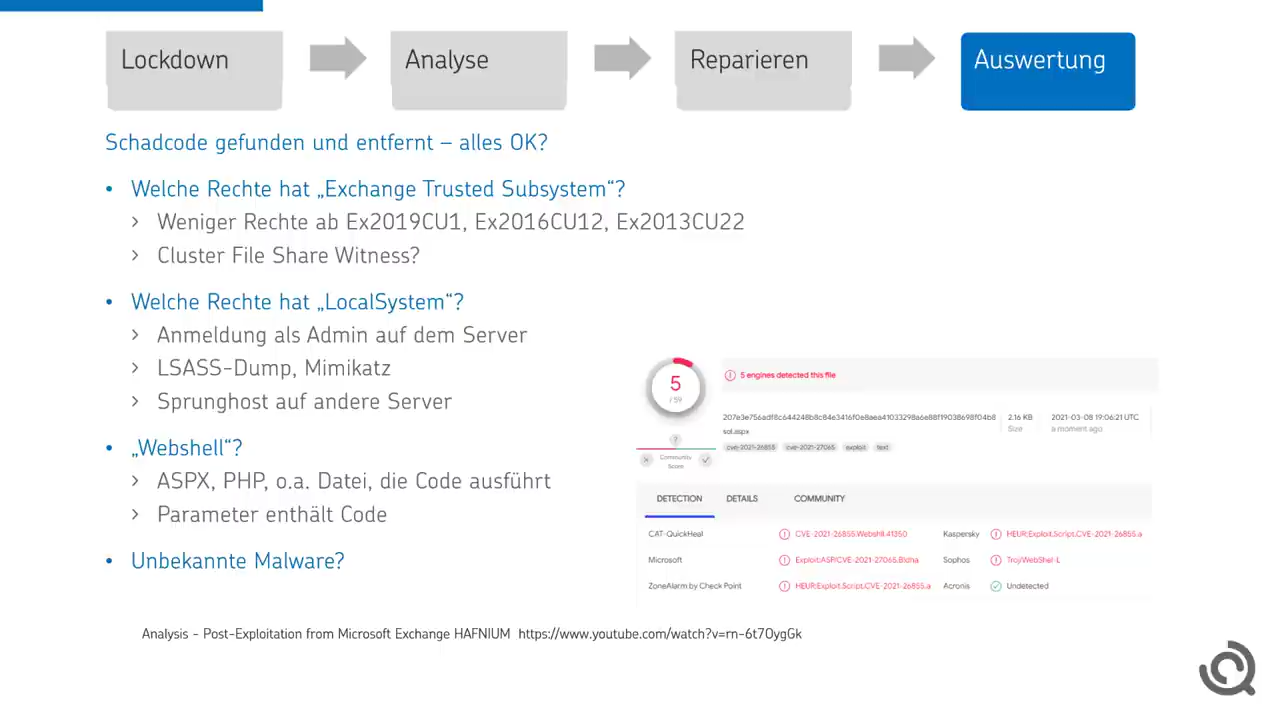 Lockdown
Analyse
Reparieren
Auswertung
Schadcode gefunden und entfernt – alles OK?
• Welche Rechte hat „Exchange Trusted Subsystem“?
› Weniger Rechte ab Ex2019CU1, Ex2016CU12, Ex2013CU22
› Cluster File Share Witness?
• Welche Rechte hat „LocalSystem“?
› Anmeldung als Admin auf dem Server
› LSASS-Dump, Mimikatz
› Sprunghost auf andere Server
• „Webshell“?
› ASPX, PHP, o.a. Datei, die Code ausführt
› Parameter enthält Code
• Unbekannte Malware?
5
/ 59
?
Community
Score
5 engines detected this file
sol.aspx
2.16 KB
Size
2021-03-08 19:06:21 UTC
a moment ago
cve-2021-26855 cve-2021-27065 exploit text
DETECTION DETAILS COMMUNITY
CAT-QuickHeal CVE-2021-26855.Webshll.41350 Kaspersky HEUR:Exploit.Script.CVE-2021-26855.a
Microsoft Exploit:ASP/CVE-2021-27065.B!dha Sophos Troj/WebShel-L
ZoneAlarm by Check Point HEUR:Exploit.Script.CVE-2021-26855.a Acronis Undetected
Analysis - Post-Exploitation from Microsoft Exchange HAFNIUM https://www.youtube.com/watch?v=rn-6t7OygGk